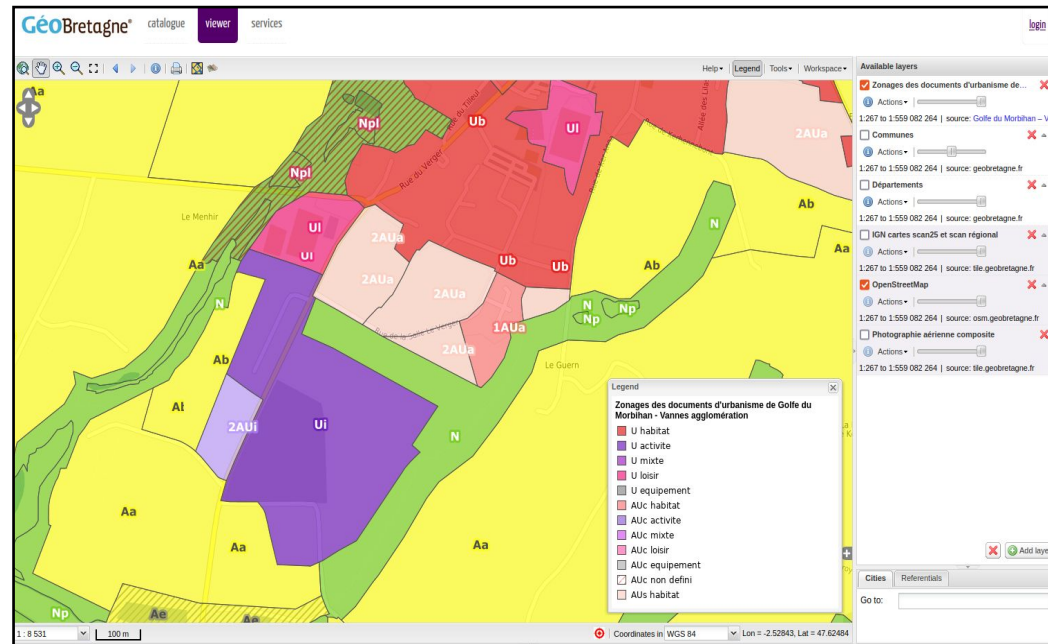 GéoBretagne®
catalogue
viewer
services
login
Help
Legend
Tools
Workspace
Available layers
Zonages des documents d'urbanisme de...
Actions
1:267 to 1:559 082 264 | source: Golfe du Morbihan – V
Communes
Actions
1:267 to 1:559 082 264 | source: geobretagne.fr
Départements
Actions
1:267 to 1:559 082 264 | source: geobretagne.fr
IGN cartes scan25 et scan régional
Actions
1:267 to 1:559 082 264 | source: tile.geobretagne.fr
OpenStreetMap
Actions
1:267 to 1:559 082 264 | source: osm.geobretagne.fr
Photographie aérienne composite
Actions
1:267 to 1:559 082 264 | source: tile.geobretagne.fr
Add laye
Cities
Referentials
Go to:
Aa
Npl
Rue du Tilleul
Ub
Ul
Allée des Lilas
2AUa
Rue du Verger
Npl
Le Menhir
Ul
Ul
2AUa
Ab
N
Aa
Ub
Ub
Ab
Aa
2AUa
N
N
Np
Np
1AUa
Rue de la Salle Le Verger
2AUa
Le Guern
Ab
Ab
2AUi
Ui
N
Aa
Aa
Aa
Np
Ae
Aa
Legend
Zonages des documents d'urbanisme de Golfe du
Morbihan - Vannes agglomération
U habitat
U activite
U mixte
U loisir
U equipement
AUc habitat
AUc activite
AUc mixte
AUc loisir
AUc equipement
AUc non defini
AUs habitat
1 : 8 531
100 m
Coordinates in
WGS 84
Lon = -2.52843, Lat = 47.62484